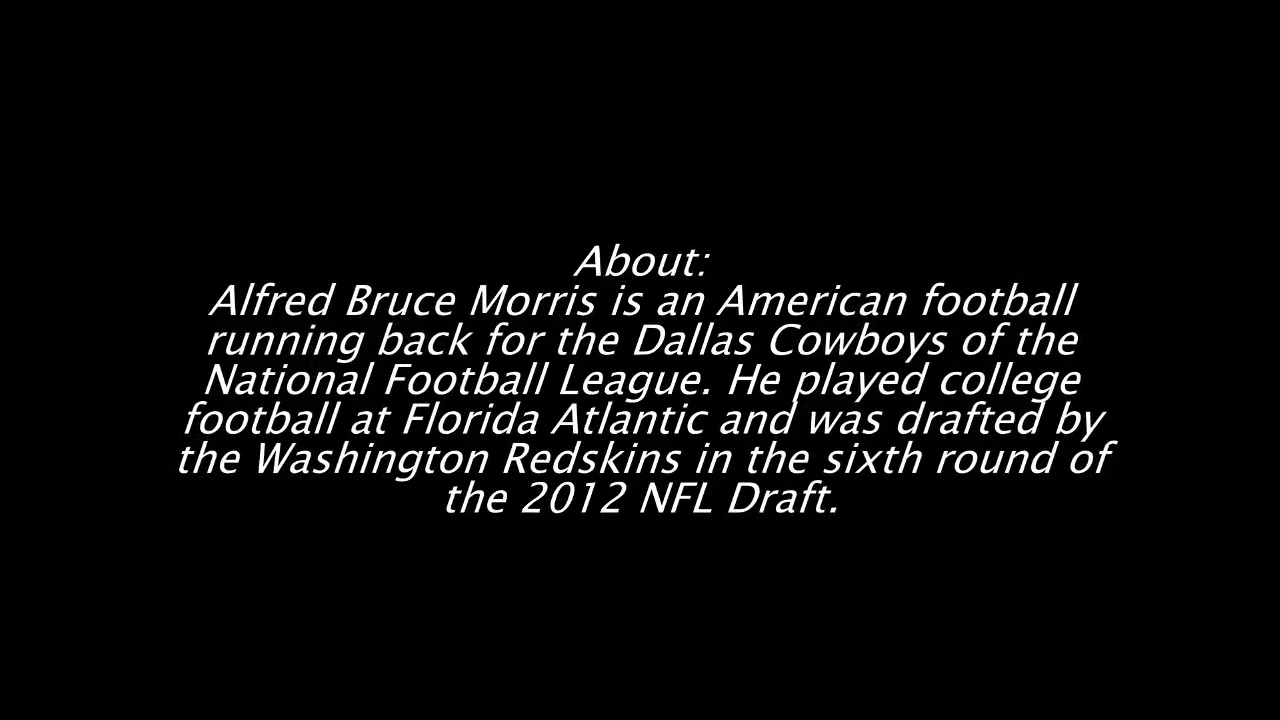 About:
Alfred Bruce Morris is an American football
running back for the Dallas Cowboys of the
National Football League. He played college
football at Florida Atlantic and was drafted by
the Washington Redskins in the sixth round of
the 2012 NFL Draft.